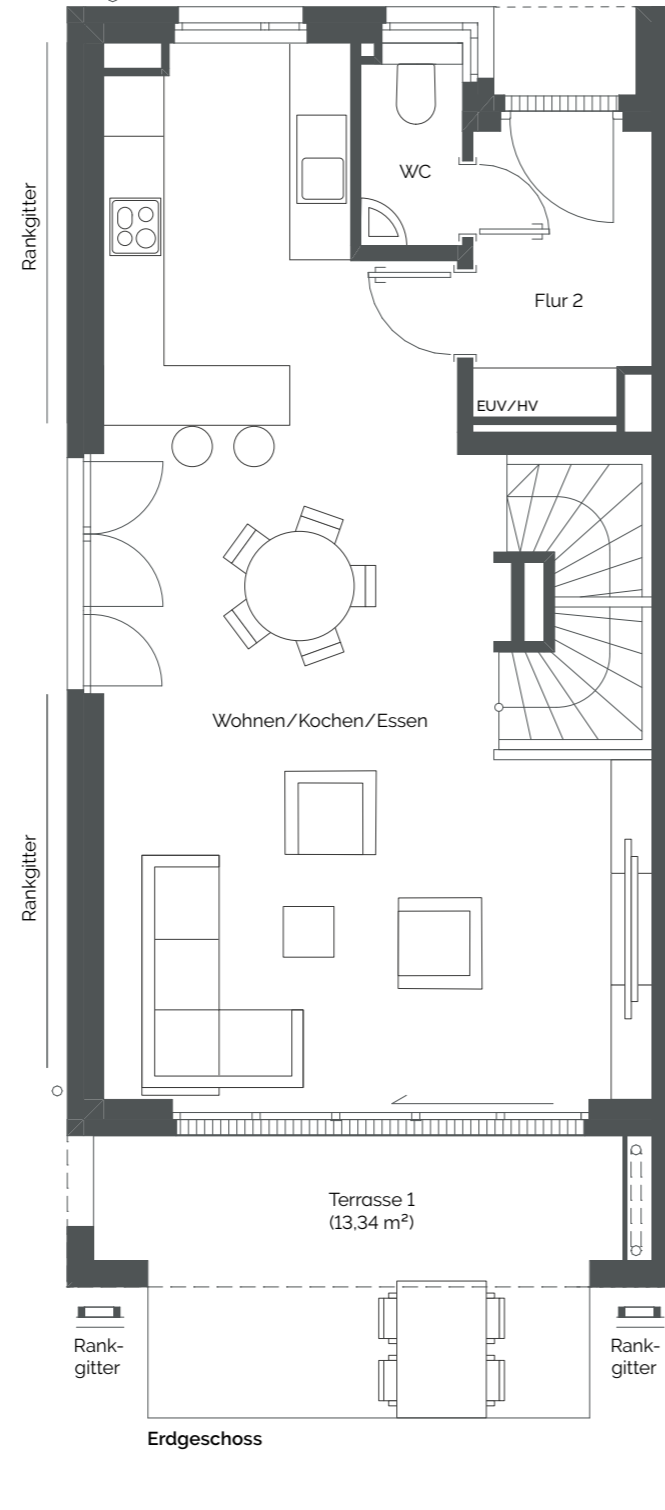 Rankgitter
WC
Flur 2
EUV/HV
Wohnen/Kochen/Essen
Rankgitter
Terrasse 1
(13,34 m²)
Rank-
gitter
Rank-
gitter
Erdgeschoss